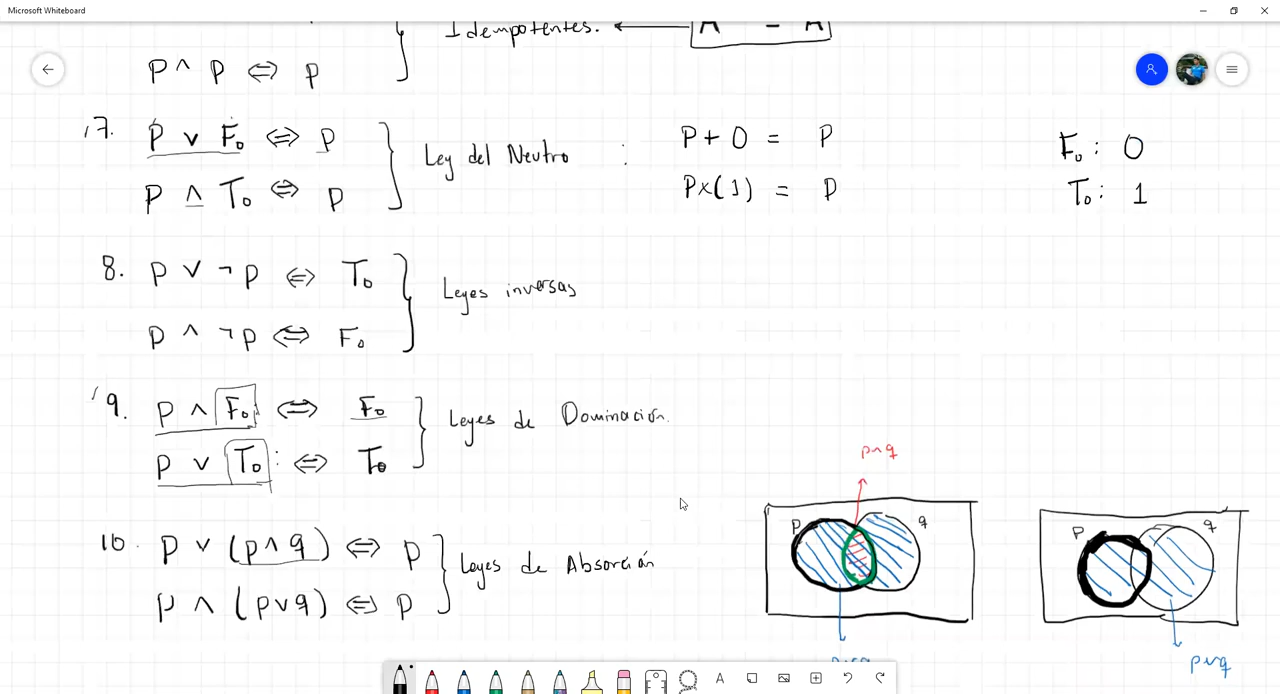 Microsoft Whiteboard
Idempotentes. ←
p ∧ p ⇔ p
7. p ∨ F₀ ⇔ p
p ∧ T₀ ⇔ p
Ley del Neutro :
p + 0 = p
p×(1) = p
F₀ : 0
T₀ : 1
8. p ∨ ¬p ⇔ T₀
p ∧ ¬p ⇔ F₀
Leyes inversas
9. p ∧ F₀ ⇔ F₀
p ∨ T₀ : ⇔ T₀
Leyes de Dominación.
10. p ∨ (p ∧ q) ⇔ p
p ∧ (p ∨ q) ⇔ p
Leyes de Absorción
p∧q
p q
p q
p∨q
A